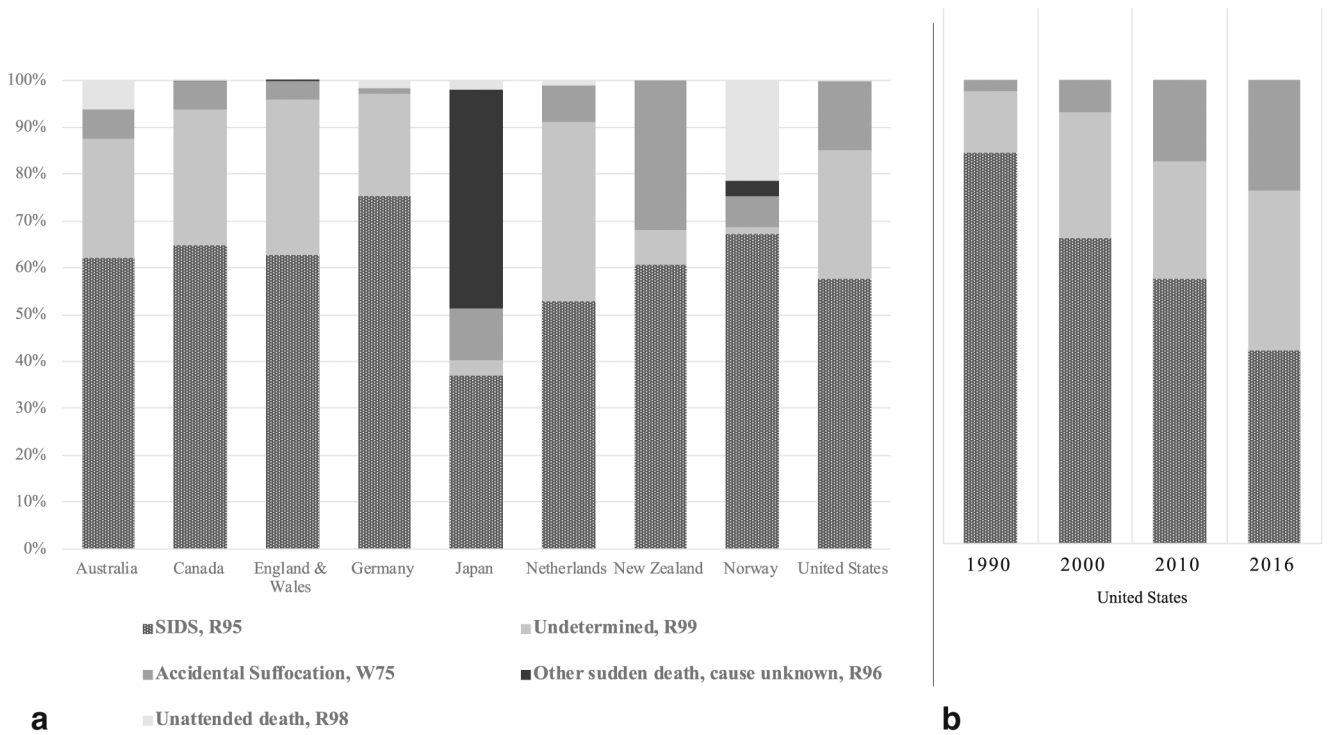 100%
90%
80%
70%
60%
50%
40%
30%
20%
10%
0%
Australia Canada England & Wales Germany Japan Netherlands New Zealand Norway United States
SIDS, R95 Undetermined, R99
Accidental Suffocation, W75 Other sudden death, cause unknown, R96
Unattended death, R98
a
1990 2000 2010 2016
United States
b